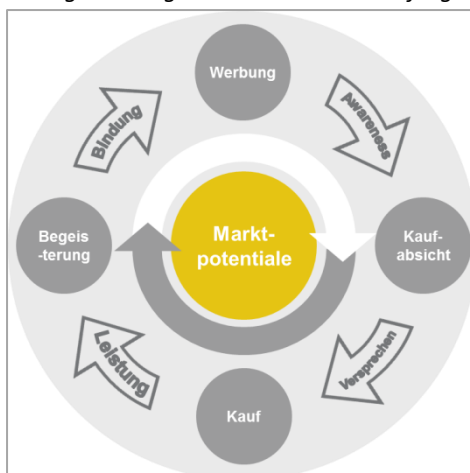 Werbung
Awareness
Kauf-
absicht
Versprechen
Kauf
Leistung
Begeis
-terung
Bindung
Markt-
potentiale